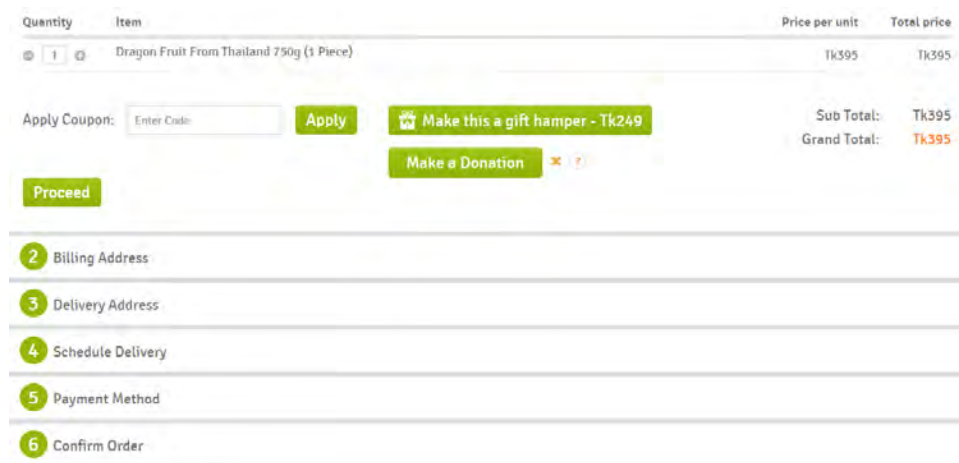 Quantity Item Price per unit Total price
1 Dragon Fruit From Thailand 750g (1 Piece) Tk395 Tk395
Apply Coupon: Enter Code Apply Make this a gift hamper - Tk249 Sub Total: Tk395
Grand Total: Tk395
Make a Donation ?
Proceed
2 Billing Address
3 Delivery Address
4 Schedule Delivery
5 Payment Method
6 Confirm Order